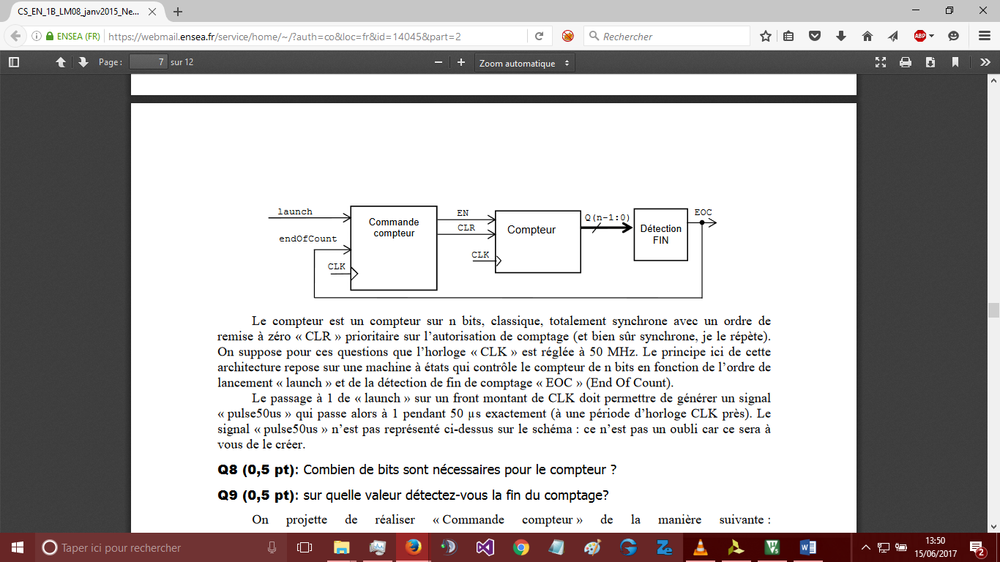 CS_EN_1B_LM08_janv2015_Ne...
ENSEA (FR)
https://webmail.ensea.fr/service/home/~/?auth=co&loc=fr&id=14045&part=2
Rechercher
ABP
Page :
7
sur 12
Zoom automatique
launch
endOfCount
CLK
Commande
compteur
EN
CLR
CLK
Compteur
Q(n-1:0)
Détection
FIN
EOC
Le compteur est un compteur sur n bits, classique, totalement synchrone avec un ordre de
remise à zéro « CLR » prioritaire sur l’autorisation de comptage (et bien sûr synchrone, je le répète).
On suppose pour ces questions que l’horloge « CLK » est réglée à 50 MHz. Le principe ici de cette
architecture repose sur une machine à états qui contrôle le compteur de n bits en fonction de l’ordre de
lancement « launch » et de la détection de fin de comptage « EOC » (End Of Count).
Le passage à 1 de « launch » sur un front montant de CLK doit permettre de générer un signal
« pulse50us » qui passe alors à 1 pendant 50 µs exactement (à une période d’horloge CLK près). Le
signal « pulse50us » n’est pas représenté ci-dessus sur le schéma : ce n’est pas un oubli car ce sera à
vous de le créer.
Q8 (0,5 pt): Combien de bits sont nécessaires pour le compteur ?
Q9 (0,5 pt): sur quelle valeur détectez-vous la fin du comptage?
On projette de réaliser « Commande compteur » de la manière suivante :
Taper ici pour rechercher
13:50
15/06/2017
2